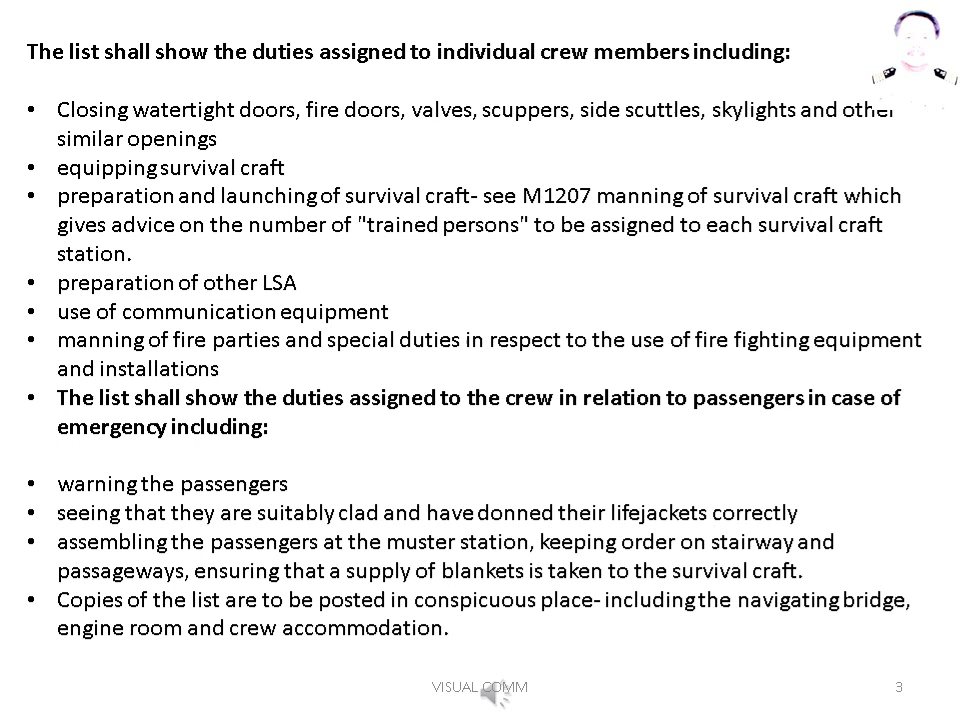 The list shall show the duties assigned to individual crew members including:
• Closing watertight doors, fire doors, valves, scuppers, side scuttles, skylights and other
similar openings
• equipping survival craft
• preparation and launching of survival craft- see M1207 manning of survival craft which
gives advice on the number of "trained persons" to be assigned to each survival craft
station.
• preparation of other LSA
• use of communication equipment
• manning of fire parties and special duties in respect to the use of fire fighting equipment
and installations
• The list shall show the duties assigned to the crew in relation to passengers in case of
emergency including:
• warning the passengers
• seeing that they are suitably clad and have donned their lifejackets correctly
• assembling the passengers at the muster station, keeping order on stairway and
passageways, ensuring that a supply of blankets is taken to the survival craft.
• Copies of the list are to be posted in conspicuous place- including the navigating bridge,
engine room and crew accommodation.
VISUAL COMM
3